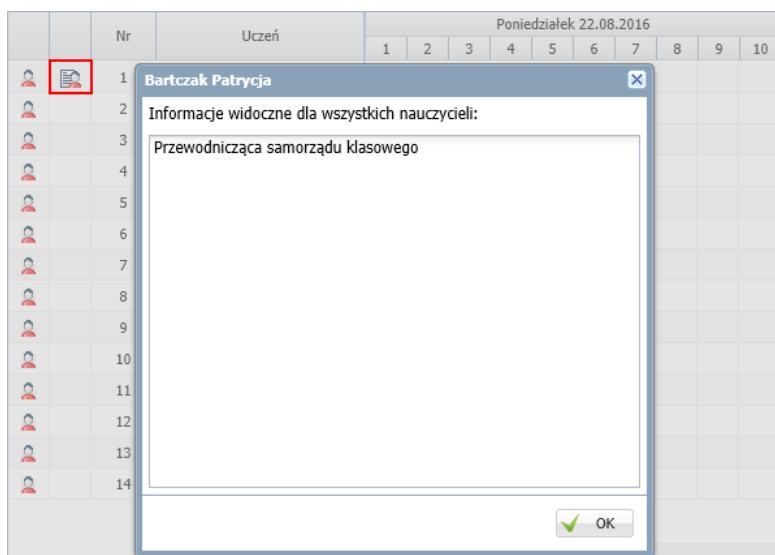 Nr Uczeń Poniedziałek 22.08.2016
1 2 3 4 5 6 7 8 9 10
1
Bartczak Patrycja
Informacje widoczne dla wszystkich nauczycieli:
Przewodnicząca samorządu klasowego
2
3
4
5
6
7
8
9
10
11
12
13
14
OK